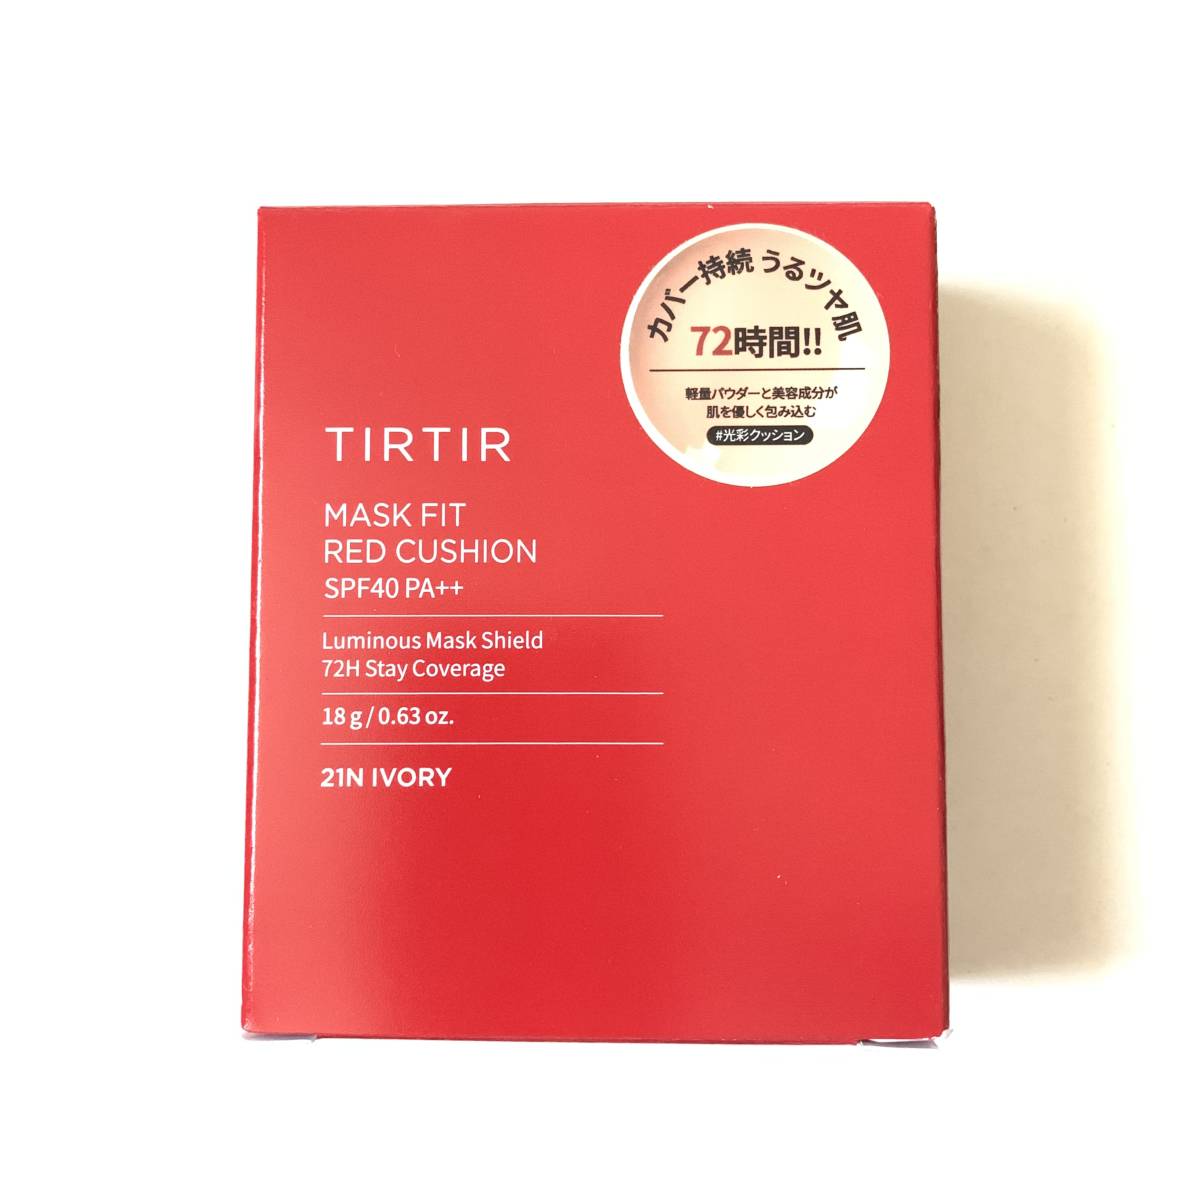 カバー持続 うるツヤ肌
72時間!!
軽量パウダーと美容成分が
肌を優しく包み込む
#光彩クッション
TIRTIR
MASK FIT
RED CUSHION
SPF40 PA++
Luminous Mask Shield
72H Stay Coverage
18 g / 0.63 oz.
21N IVORY